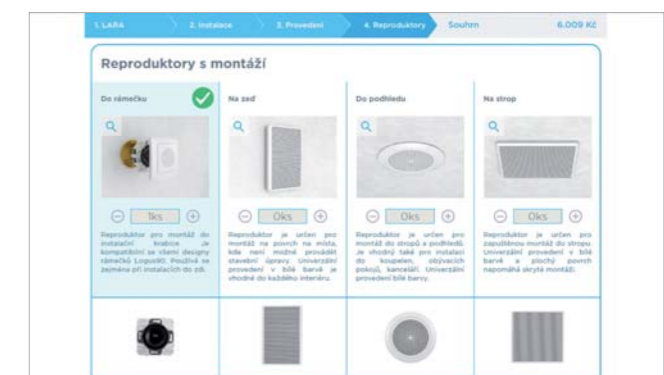 1. LARA 2. Instalace 3. Provedení 4. Reproduktory Souhrn 6.009 Kč
Reproduktory s montáží
Do rámečku
1ks
Reproduktor pro montáž do
instalační krabice. Je
kompatibilní se všemi designy
rámečků Logus90. Používá se
zejména při instalacích do zdi.
Na zeď
0ks
Reproduktor je určen pro
montáž na povrch na místa,
kde není možné provádět
stavební úpravy. Univerzální
provedení v bílé barvě je
vhodné do každého interiéru.
Do podhledu
0ks
Reproduktor je určen pro
montáž do stropů a podhledů.
Je vhodný také pro instalaci
do koupelen, obývacích
pokojů, kanceláří. Univerzální
provedení bílé barvy.
Na strop
0ks
Reproduktor je určen pro
zapuštěnou montáž do stropu.
Univerzální provedení v bílé
barvě a plochý povrch
napomáhá skryté montáži.